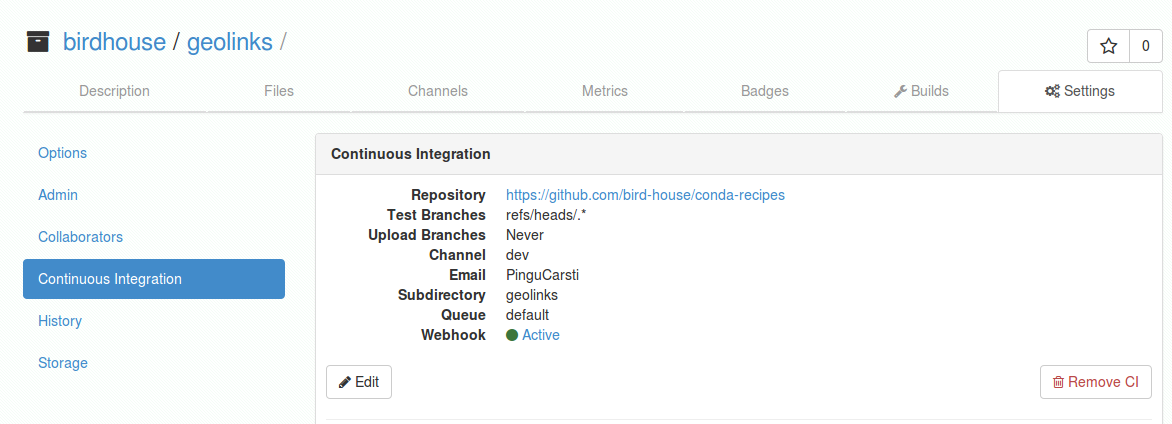 birdhouse / geolinks /
0
Description Files Channels Metrics Badges Builds Settings
Options
Admin
Collaborators
Continuous Integration
History
Storage
Continuous Integration
Repository https://github.com/bird-house/conda-recipes
Test Branches refs/heads/.*
Upload Branches Never
Channel dev
Email PinguCarsti
Subdirectory geolinks
Queue default
Webhook Active
Edit Remove CI